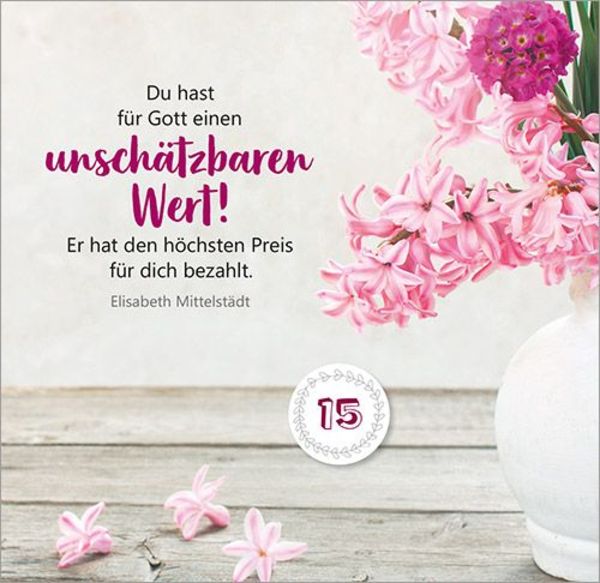 Du hast
für Gott einen
unschätzbaren
Wert!
Er hat den höchsten Preis
für dich bezahlt.
Elisabeth Mittelstädt
15